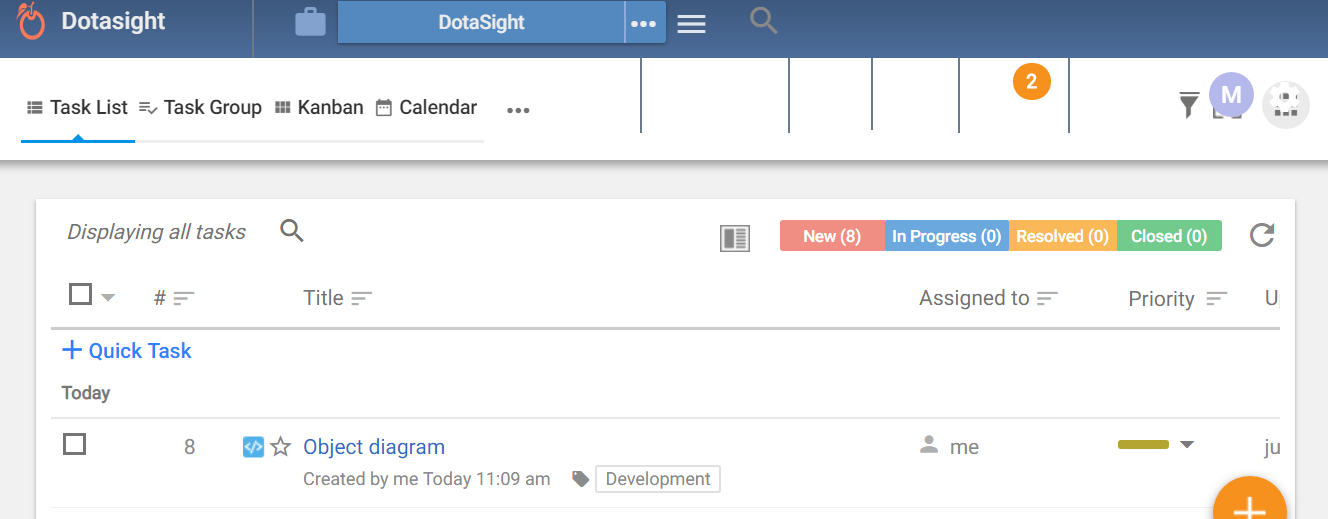 Dotasight
DotaSight
2
Task List Task Group Kanban Calendar
M
Displaying all tasks
New (8) In Progress (0) Resolved (0) Closed (0)
# Title Assigned to Priority
Quick Task
Today
8 Object diagram me
Created by me Today 11:09 am Development